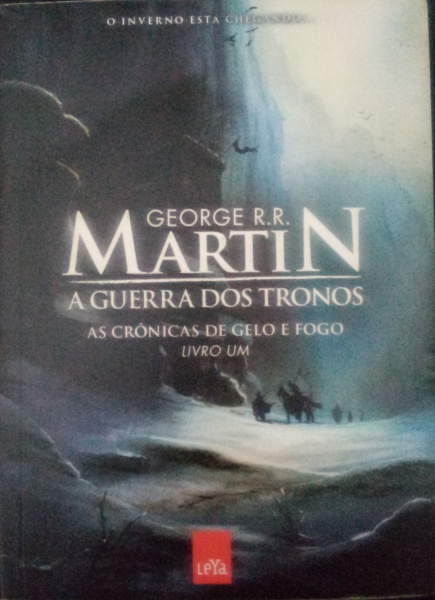 O INVERNO ESTÁ CHEGANDO...
GEORGE R.R.
MARTIN
A GUERRA DOS TRONOS
AS CRÔNICAS DE GELO E FOGO
LIVRO UM
LeYa